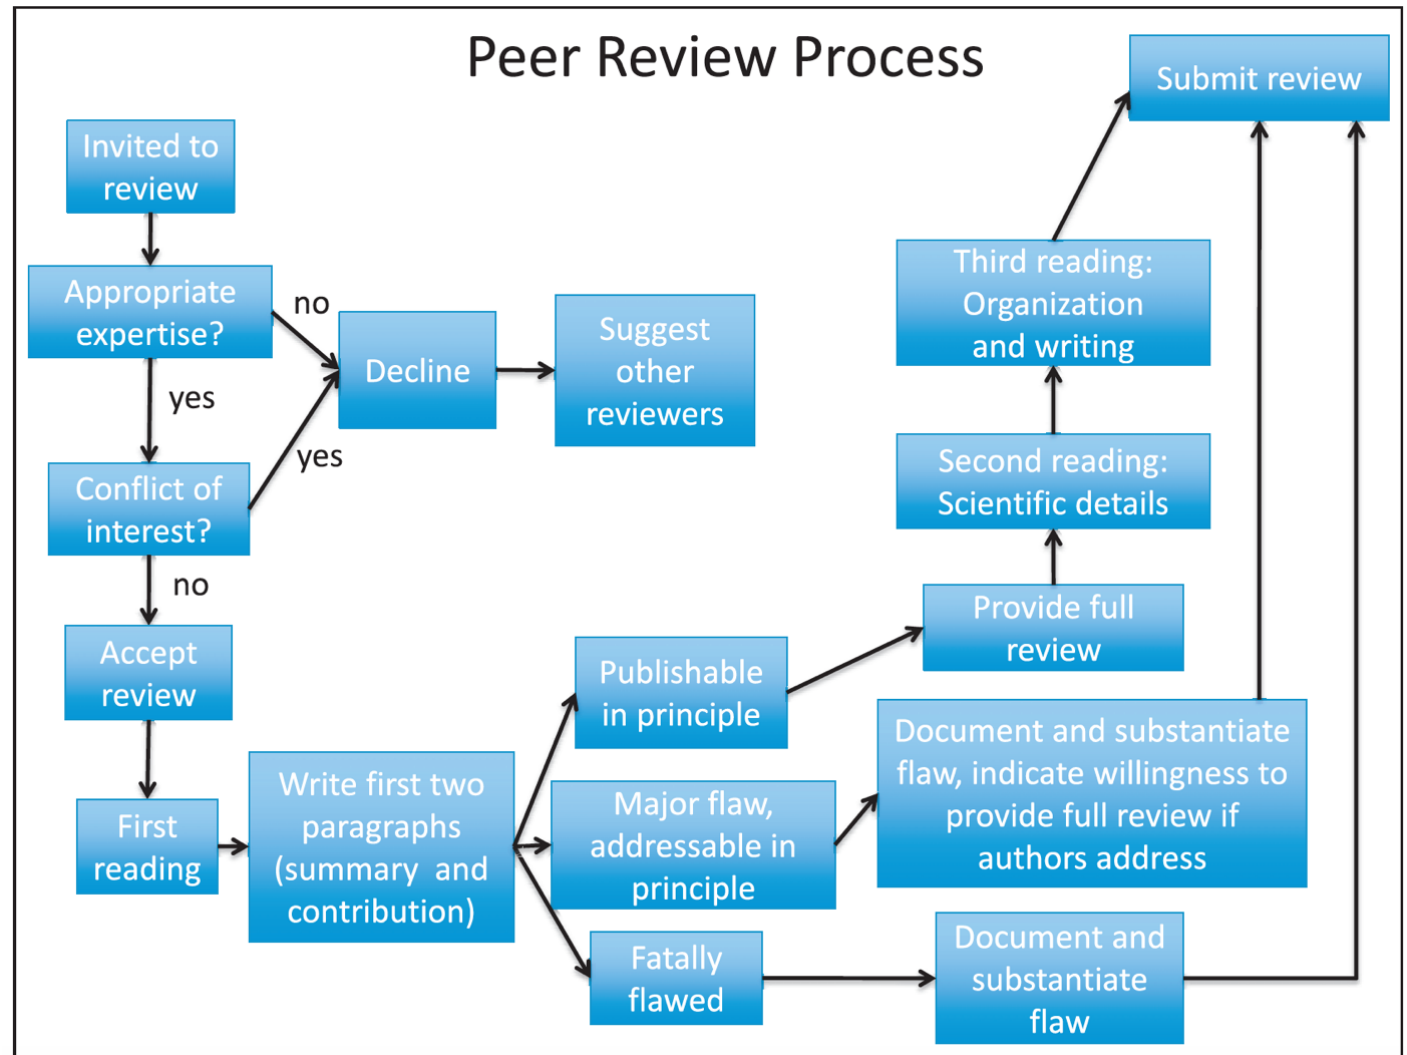 Peer Review Process
Submit review
Invited to
review
Appropriate
expertise?
no
yes
Decline
Suggest
other
reviewers
Conflict of
interest?
yes
no
Accept
review
First
reading
Write first two
paragraphs
(summary  and
contribution)
Publishable
in principle
Provide full
review
Second reading:
Scientific details
Third reading:
Organization
and writing
Major flaw,
addressable in
principle
Document and substantiate
flaw, indicate willingness to
provide full review if
authors address
Fatally
flawed
Document and
substantiate
flaw